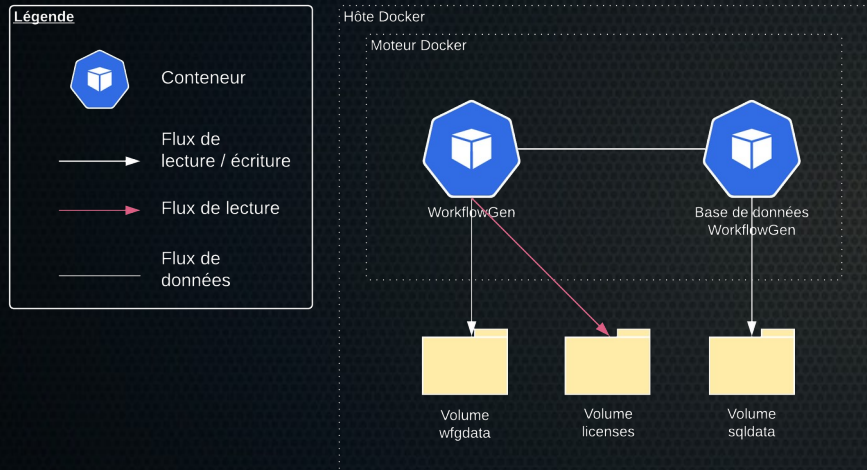 Légende
Conteneur
Flux de
lecture / écriture
Flux de lecture
Flux de
données
Hôte Docker
Moteur Docker
WorkflowGen
Base de données
WorkflowGen
Volume
wfgdata
Volume
licenses
Volume
sqldata